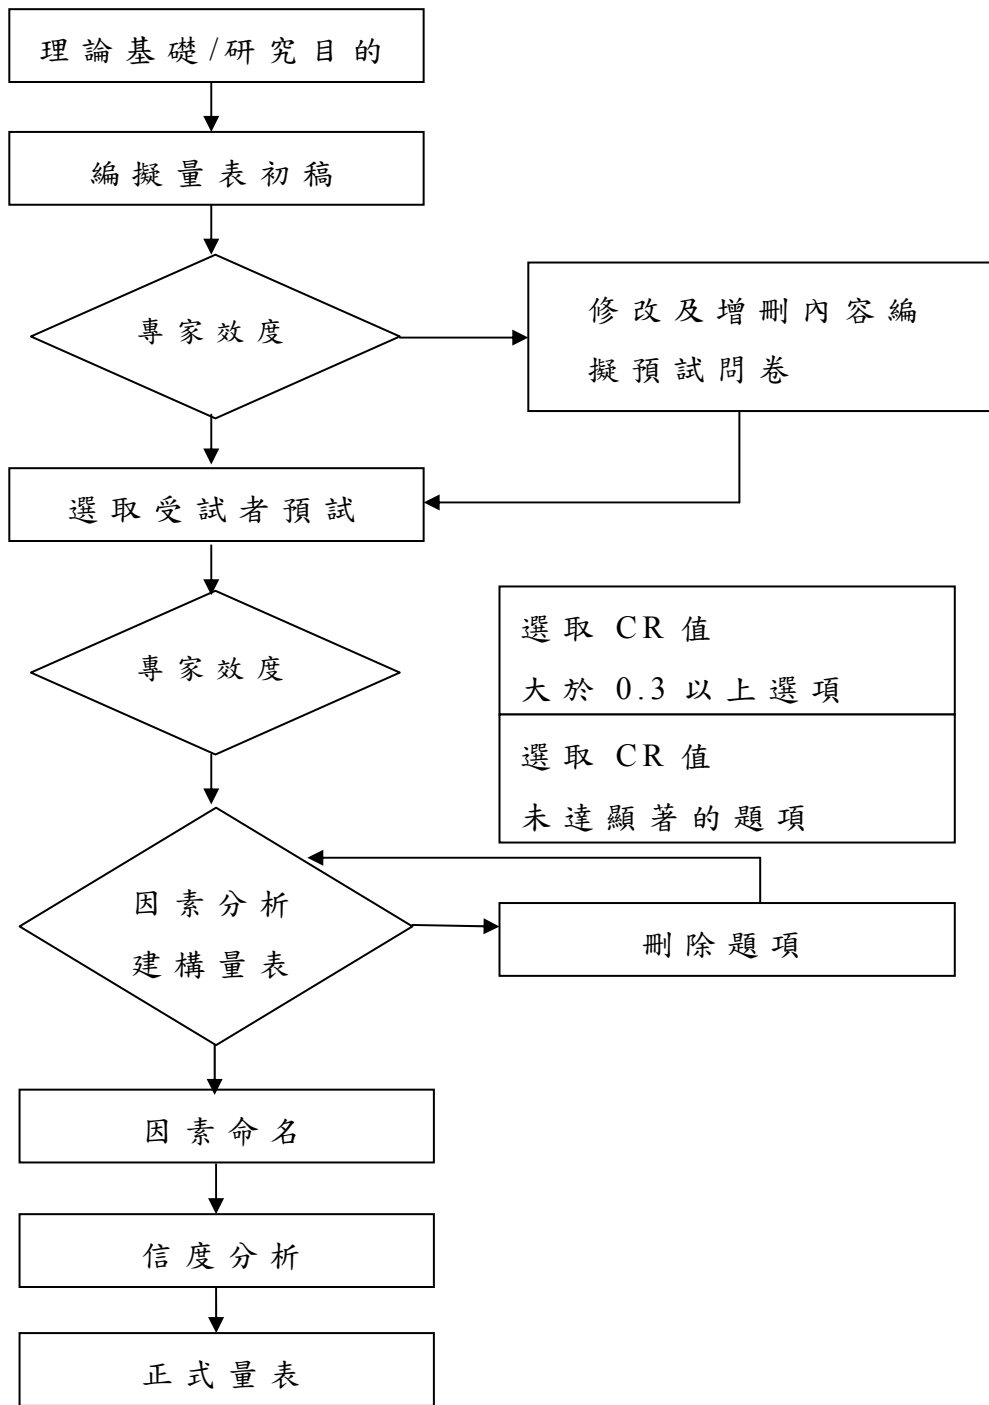 理論基礎/研究目的
編擬量表初稿
專家效度
修改及增刪內容編
擬預試問卷
選取受試者預試
專家效度
選取 CR 值
大於 0.3 以上選項
選取 CR 值
未達顯著的題項
因素分析
建構量表
刪除題項
因素命名
信度分析
正式量表